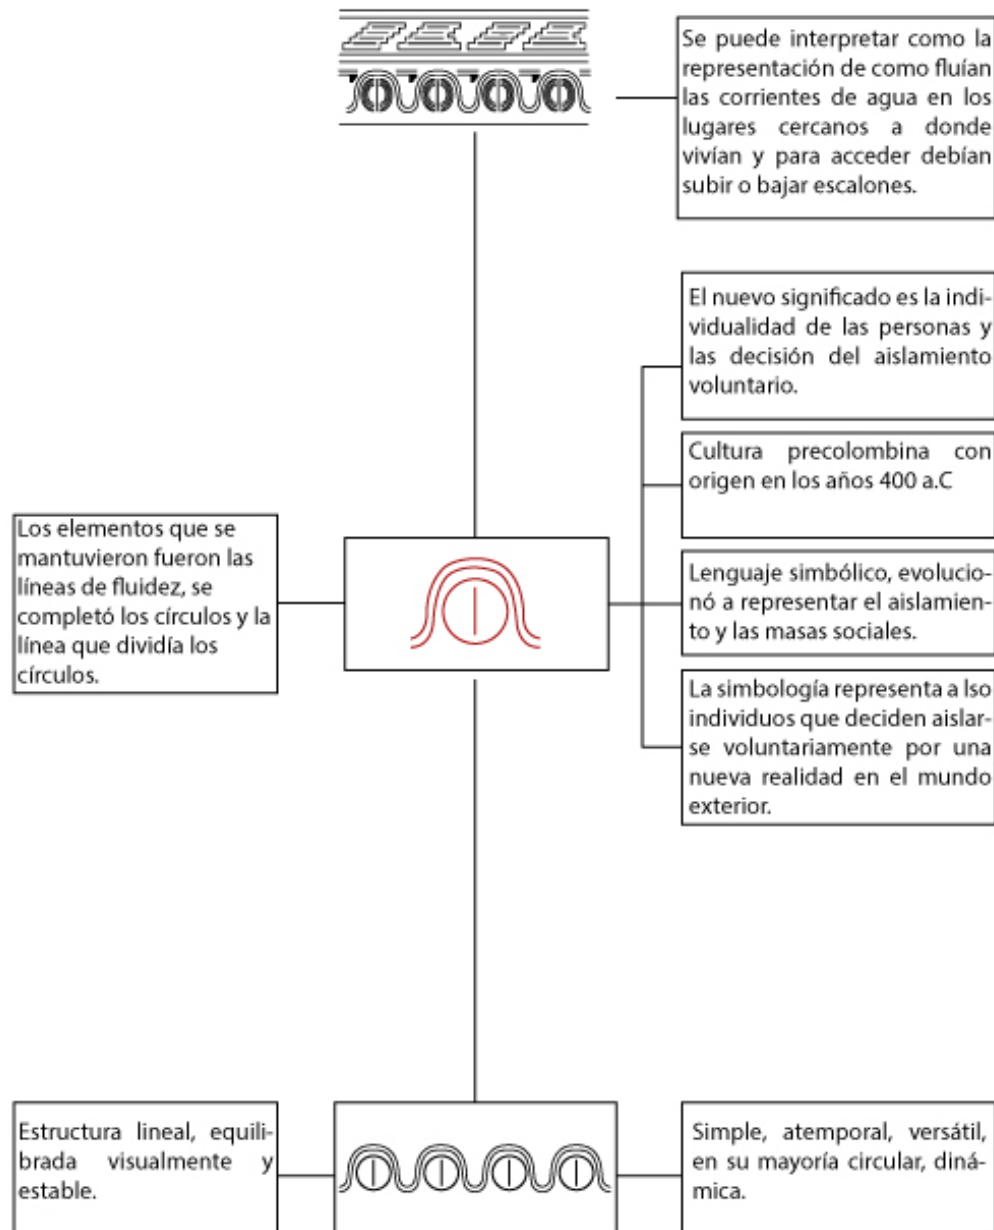 Se puede interpretar como la
representación de como fluían
las corrientes de agua en los
lugares cercanos a donde
vivían y para acceder debían
subir o bajar escalones.
El nuevo significado es la indi-
vidualidad de las personas y
las decisión del aislamiento
voluntario.
Cultura precolombina con
origen en los años 400 a.C
Los elementos que se
mantuvieron fueron las
líneas de fluidez, se
completó los círculos y la
línea que dividía los
círculos.
Lenguaje simbólico, evolucio-
nó a representar el aislamien-
to y las masas sociales.
La simbología representa a lso
individuos que deciden aislar-
se voluntariamente por una
nueva realidad en el mundo
exterior.
Estructura lineal, equili-
brada visualmente y
estable.
Simple, atemporal, versátil,
en su mayoría circular, diná-
mica.